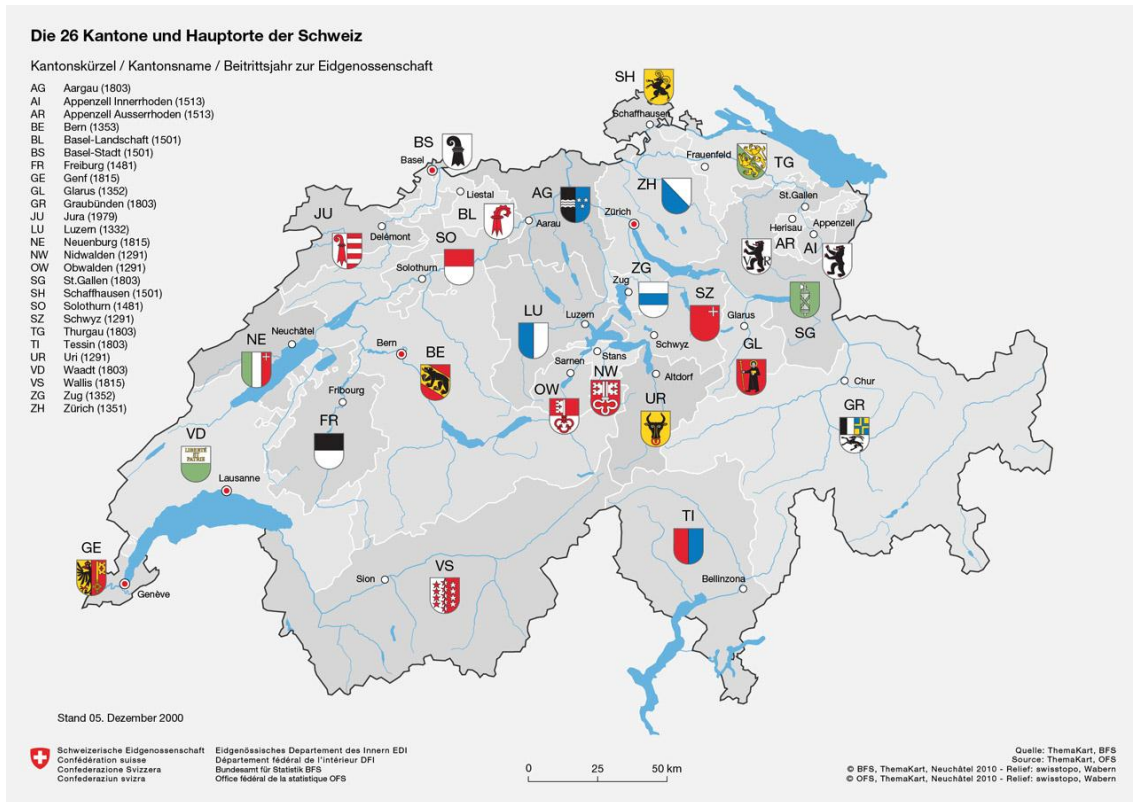 Die 26 Kantone und Hauptorte der Schweiz
Kantonskürzel / Kantonsname / Beitrittsjahr zur Eidgenossenschaft
AG Aargau (1803)
AI Appenzell Innerrhoden (1513)
AR Appenzell Ausserrhoden (1513)
BE Bern (1353)
BL Basel-Landschaft (1501)
BS Basel-Stadt (1501)
FR Freiburg (1481)
GE Genf (1815)
GL Glarus (1352)
GR Graubünden (1803)
JU Jura (1979)
LU Luzern (1332)
NE Neuenburg (1815)
NW Nidwalden (1291)
OW Obwalden (1291)
SG St.Gallen (1803)
SH Schaffhausen (1501)
SO Solothurn (1481)
SZ Schwyz (1291)
TG Thurgau (1803)
TI Tessin (1803)
UR Uri (1291)
VD Waadt (1803)
VS Wallis (1815)
ZG Zug (1352)
ZH Zürich (1351)
SH
Schaffhausen
BS
Basel
Frauenfeld
TG
Liestal
AG
ZH
St.Gallen
JU
BL
Aarau
Zürich
Herisau
Appenzell
Delémont
SO
AR
AI
V R
Solothurn
ZG
Zug
SZ
LU
Luzern
Glarus
SG
NE
Neuchâtel
Bern
BE
Stans
Schwyz
GL
Sarnen
NW
Altdorf
Chur
Fribourg
OW
UR
GR
FR
VD
LIBERTÉ
ET
PATRIE
Lausanne
TI
GE
VS
Sion
Bellinzona
Genève
Stand 05. Dezember 2000
Schweizerische Eidgenossenschaft
Confédération suisse
Confederazione Svizzera
Confederaziun svizra
Eidgenössisches Departement des Innern EDI
Département fédéral de l'intérieur DFI
Bundesamt für Statistik BFS
Office fédéral de la statistique OFS
0 25 50 km
Quelle: ThemaKart, BFS
Source: ThemaKart, OFS
© BFS, ThemaKart, Neuchâtel 2010 - Relief: swisstopo, Wabern
© OFS, ThemaKart, Neuchâtel 2010 - Relief: swisstopo, Wabern